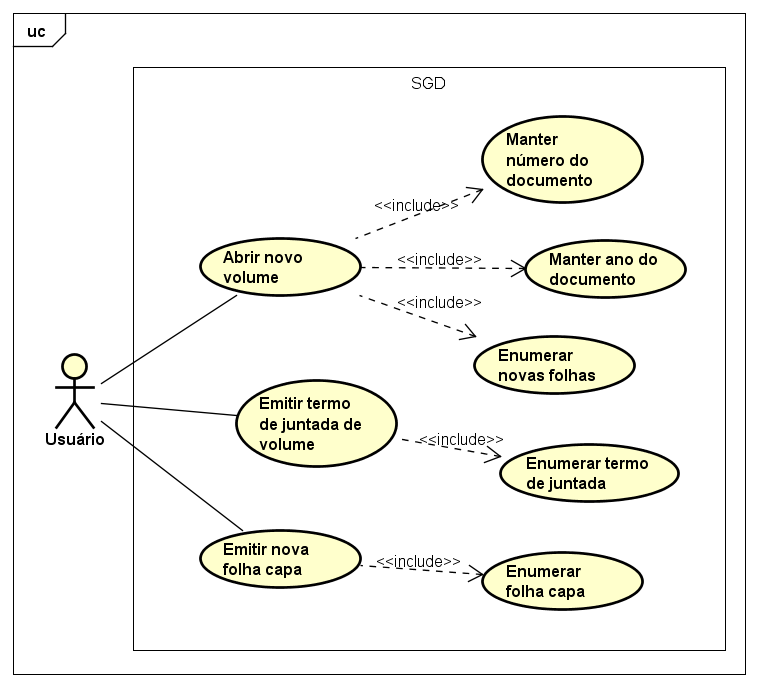 uc
SGD
Manter
número do
documento
<<include>>
Abrir novo
volume
<<include>>
Manter ano do
documento
<<include>>
Enumerar
novas folhas
Usuário
Emitir termo
de juntada de
volume
<<include>>
Enumerar termo
de juntada
Emitir nova
folha capa
<<include>>
Enumerar
folha capa